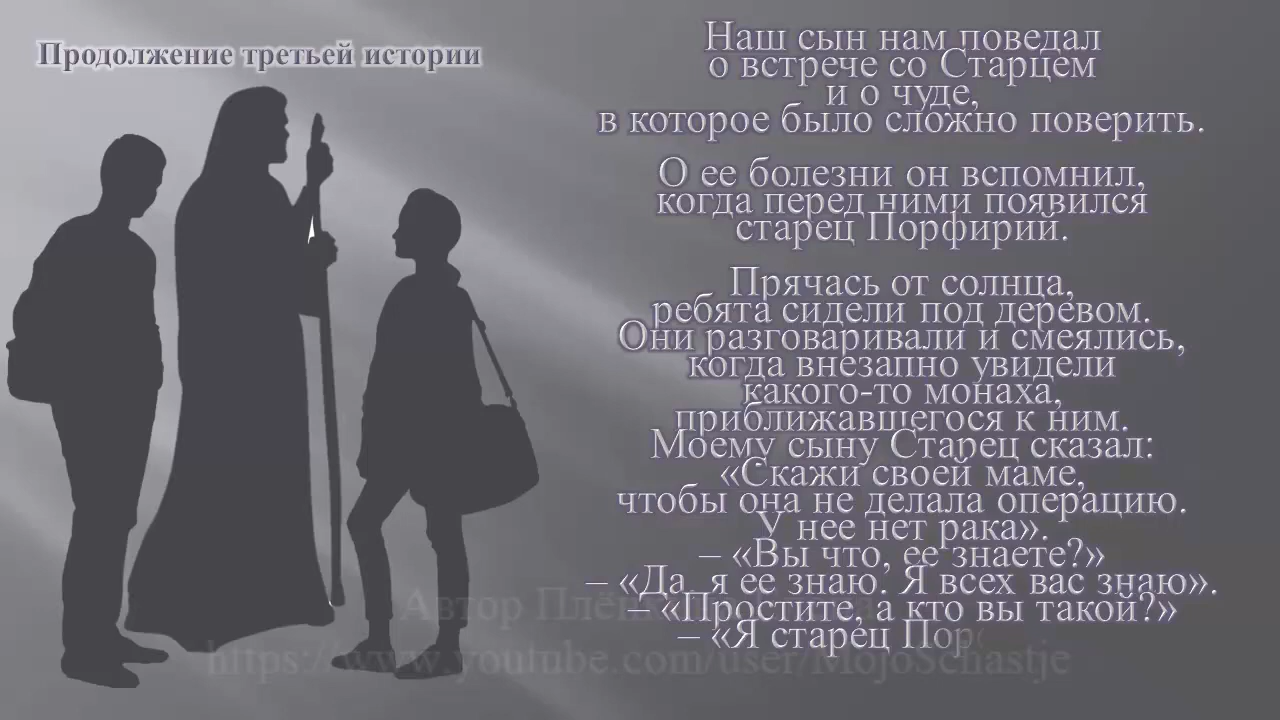 Продолжение третьей истории
Наш сын нам поведал
о встрече со Старцем
и о чуде,
в которое было сложно поверить.
О ее болезни он вспомнил,
когда перед ними появился
старец Порфирий.
Прячась от солнца,
ребята сидели под деревом.
Они разговаривали и смеялись,
когда внезапно увидели
какого-то монаха,
приближавшегося к ним.
Моему сыну Старец сказал:
«Скажи своей маме,
чтобы она не делала операцию.
У нее нет рака».
– «Вы что, ее знаете?»
– «Да, я ее знаю. Я всех вас знаю».
– «Простите, а кто вы такой?»
– «Я старец
Автор
https://www.youtube.com/user/MojoSchastje